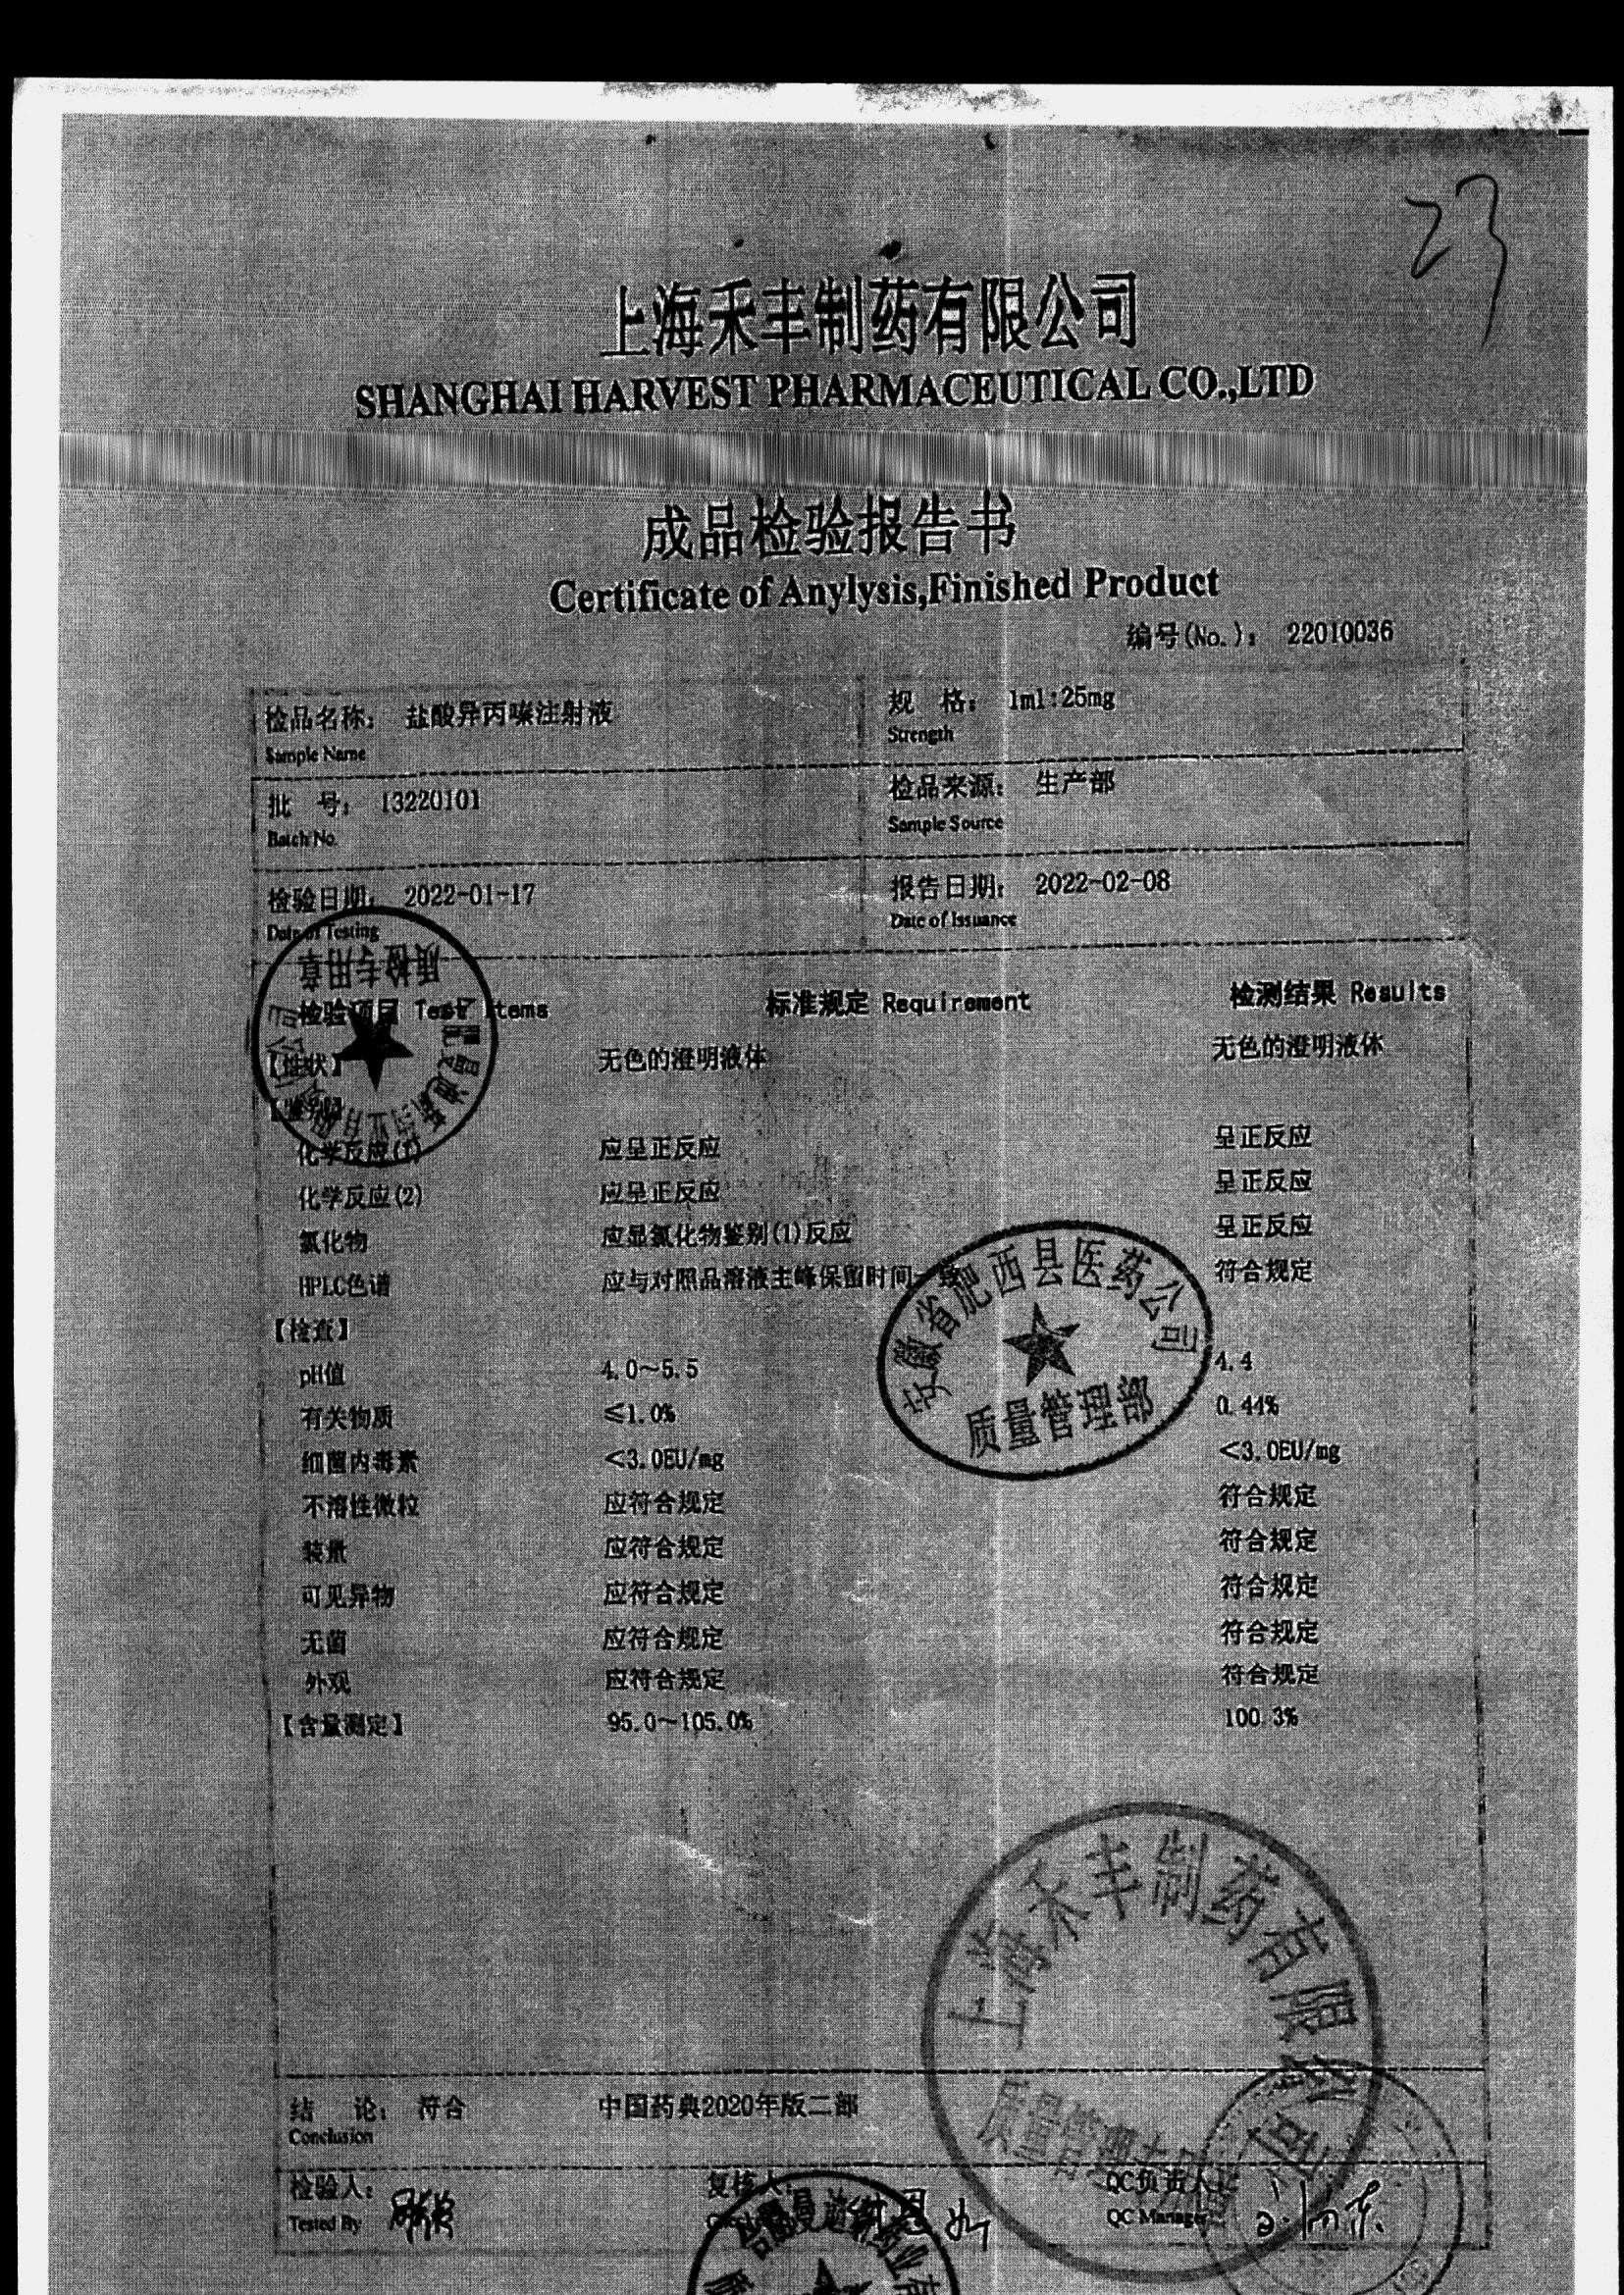 23
上海禾丰制药有限公司
SHANGHAI HARVEST PHARMACEUTICAL CO.,LTD
成品检验报告书
Certificate of Anylysis,Finished Product
编号(No.): 22010036
检品名称: 盐酸异丙嗪注射液 规 格: 1ml:25mg
Sample Name Strength
批 号: 13220101 检品来源: 生产部
Batch No. Sample Source
检验日期: 2022-01-17 报告日期: 2022-02-08
Date of Testing Date of Issuance
质检专用章
检验项目 Test Items 标准规定 Requirement 检测结果 Results
【性状】 无色的澄明液体 无色的澄明液体
【鉴别】
化学反应(1) 应呈正反应 呈正反应
化学反应(2) 应呈正反应 呈正反应
氯化物 应显氯化物鉴别(1)反应 呈正反应
HPLC色谱 应与对照品溶液主峰保留时间一致 符合规定
安徽省肥西县医药公司
质量管理部
【检查】
pH值 4.0~5.5 4.4
有关物质 ≤1.0% 0.44%
细菌内毒素 <3.0EU/mg <3.0EU/mg
不溶性微粒 应符合规定 符合规定
装量 应符合规定 符合规定
可见异物 应符合规定 符合规定
无菌 应符合规定 符合规定
外观 应符合规定 符合规定
【含量测定】 95.0~105.0% 100.3%
上海禾丰制药有限公司
质量管理
结 论: 符合 中国药典2020年版二部
Conclusion
检验人: 复核人: QC负责人:
Tested By QC Manager